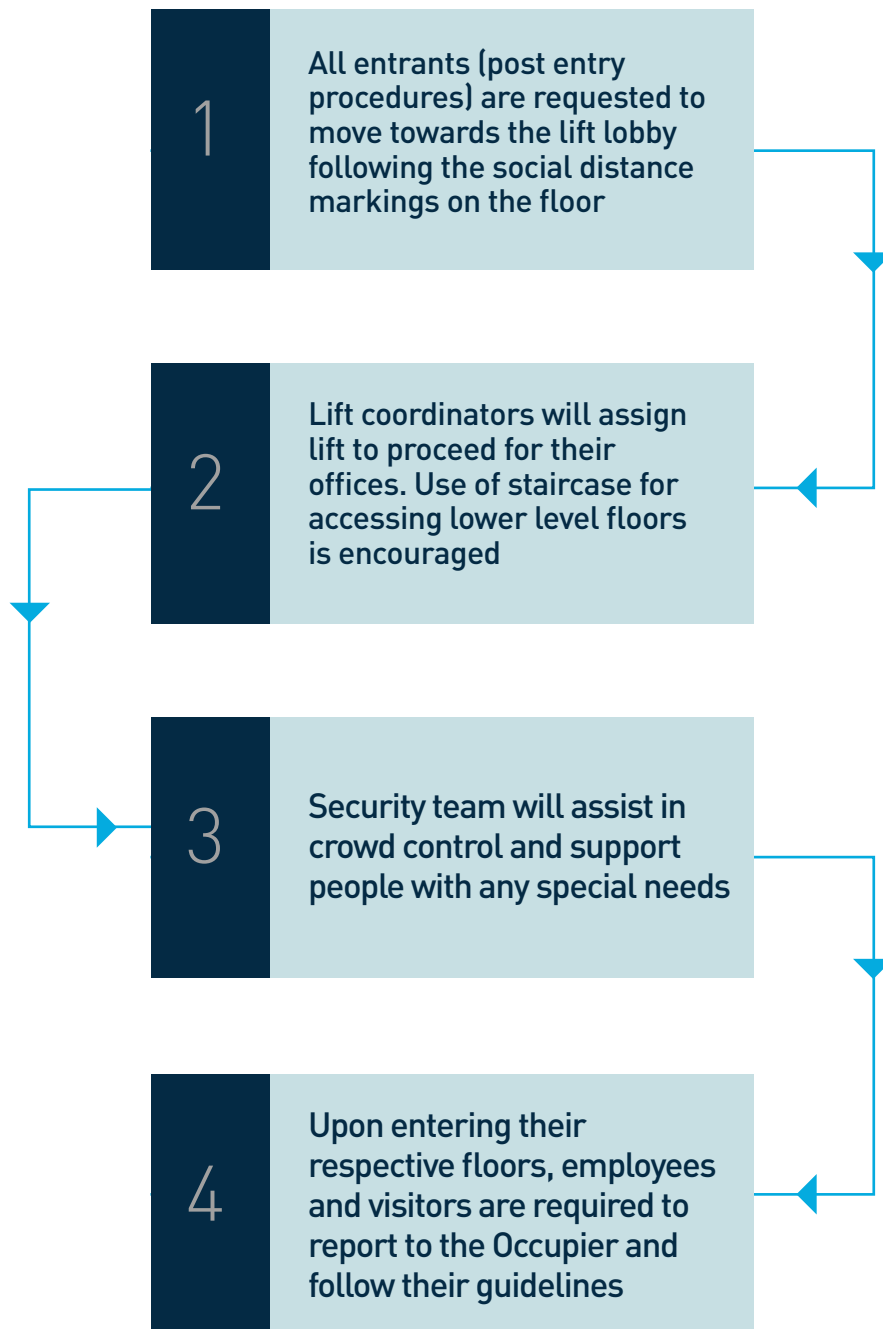 1
All entrants (post entry
procedures) are requested to
move towards the lift lobby
following the social distance
markings on the floor
2
Lift coordinators will assign
lift to proceed for their
offices. Use of staircase for
accessing lower level floors
is encouraged
3
Security team will assist in
crowd control and support
people with any special needs
4
Upon entering their
respective floors, employees
and visitors are required to
report to the Occupier and
follow their guidelines